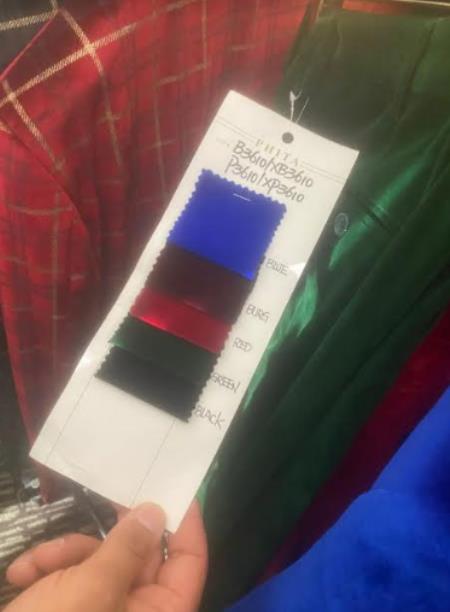 PHITA
B3610/XB3610
P3610/XP3610
BLUE
BURG
RED
GREEN
BLACK